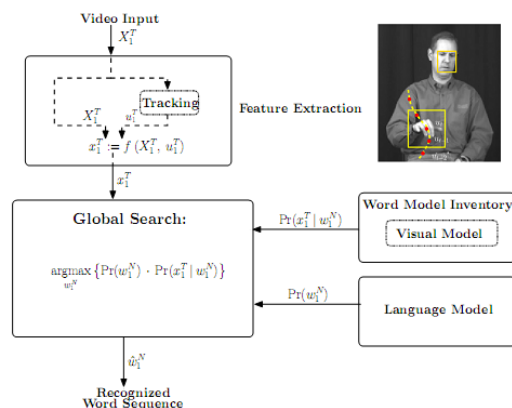 Video Input
X_1^T
Tracking
X_1^T
u_1^T
x_1^T := f (X_1^T, u_1^T)
Feature Extraction
x_1^T
Global Search:
argmax {Pr(w_1^N) · Pr(x_1^T | w_1^N)}
w_1^N
Pr(x_1^T | w_1^N)
Word Model Inventory
Visual Model
Pr(w_1^N)
Language Model
ŵ_1^N
Recognized
Word Sequence